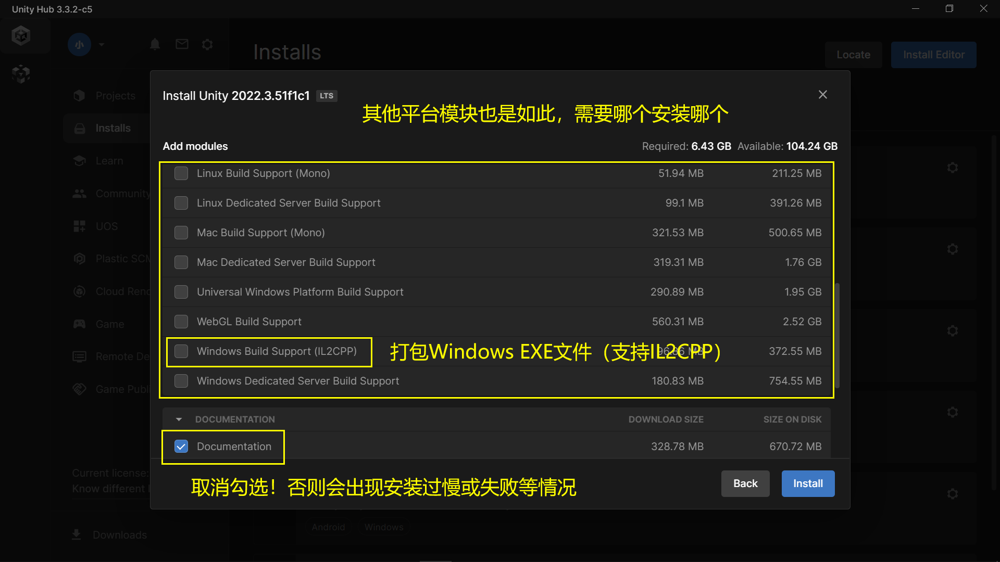 Unity Hub 3.3.2-c5
Installs
Locate
Install Editor
Projects
Installs
Learn
Community
UOS
Plastic SCM
Cloud Rend
Game
Remote De
Game Publi
Current license:
Know different l
Downloads
Install Unity 2022.3.51f1c1 LTS
其他平台模块也是如此，需要哪个安装哪个
Add modules
Required: 6.43 GB Available: 104.24 GB
Linux Build Support (Mono) 51.94 MB 211.25 MB
Linux Dedicated Server Build Support 99.1 MB 391.26 MB
Mac Build Support (Mono) 321.53 MB 500.65 MB
Mac Dedicated Server Build Support 319.31 MB 1.76 GB
Universal Windows Platform Build Support 290.89 MB 1.95 GB
WebGL Build Support 560.31 MB 2.52 GB
Windows Build Support (IL2CPP) 打包Windows EXE文件（支持IL2CPP） 372.55 MB
Windows Dedicated Server Build Support 180.83 MB 754.55 MB
DOCUMENTATION DOWNLOAD SIZE SIZE ON DISK
Documentation 328.78 MB 670.72 MB
取消勾选！否则会出现安装过慢或失败等情况
Back
Install
Android
Windows